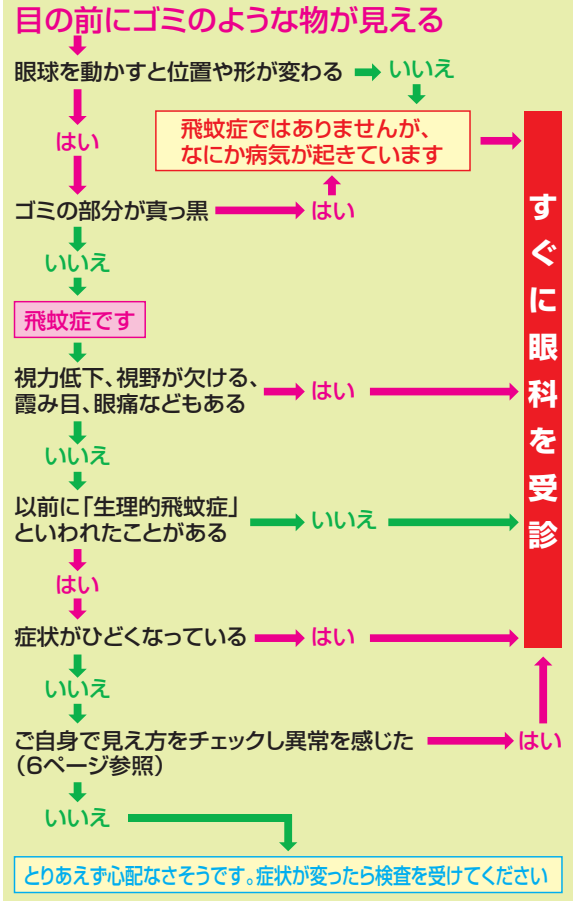 目の前にゴミのような物が見える
眼球を動かすと位置や形が変わる
いいえ
はい
飛蚊症ではありませんが、
なにか病気が起きています
ゴミの部分が真っ黒
はい
いいえ
飛蚊症です
視力低下、視野が欠ける、
霞み目、眼痛などもある
はい
いいえ
以前に「生理的飛蚊症」
といわれたことがある
いいえ
はい
症状がひどくなっている
はい
いいえ
ご自身で見え方をチェックし異常を感じた
(6ページ参照)
はい
いいえ
とりあえず心配なさそうです。症状が変ったら検査を受けてください
すぐに眼科を受診